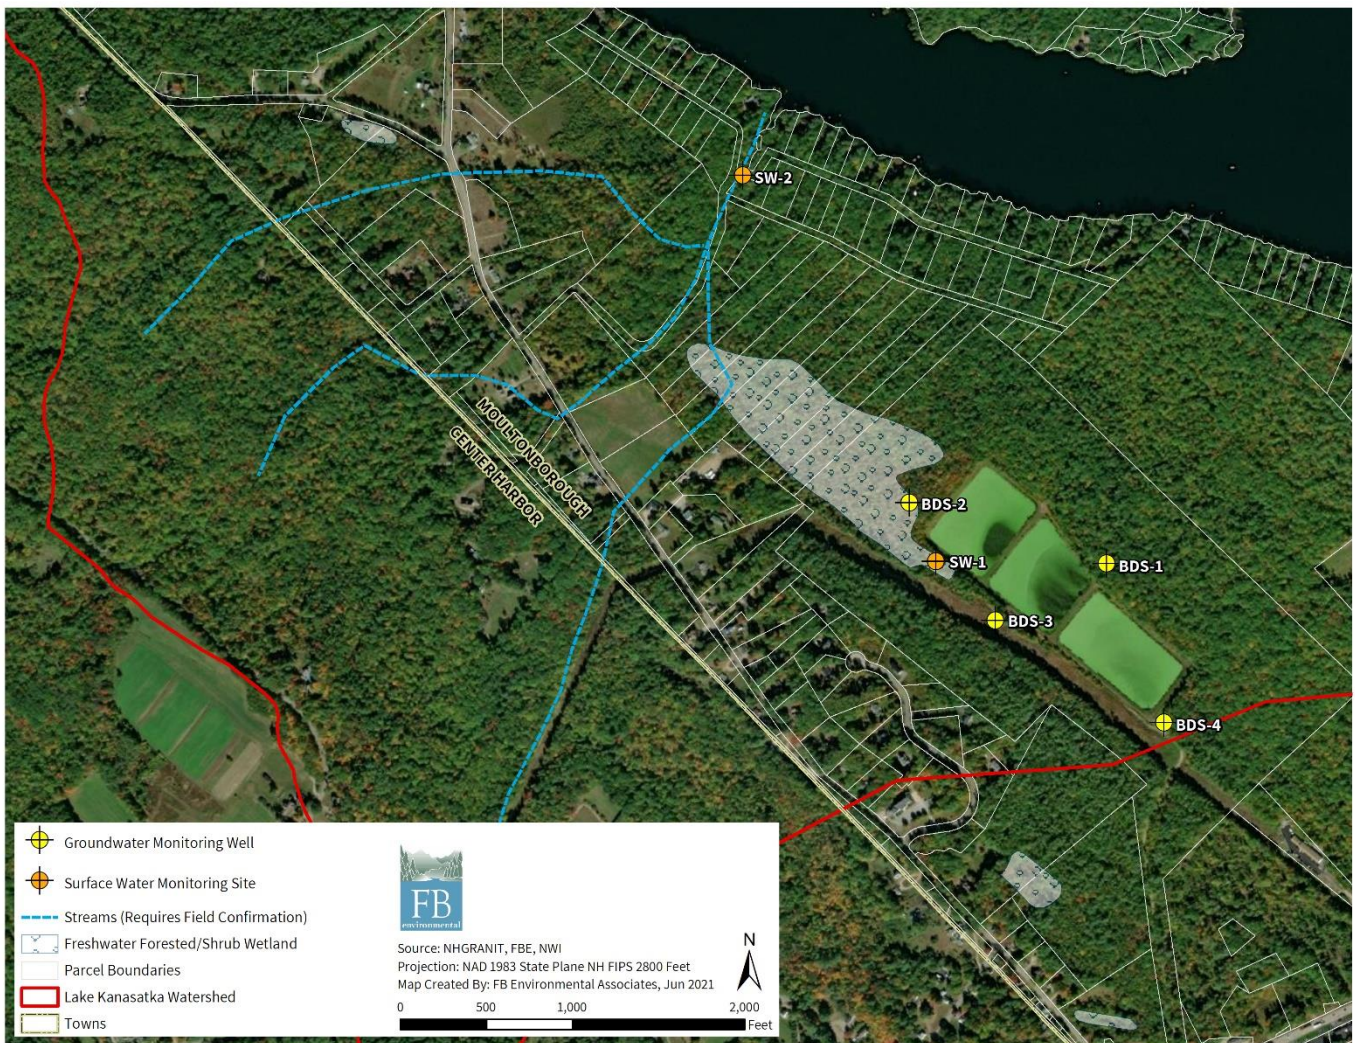 SW-2
MOULTONBOROUGH
CENTER HARBOR
BDS-2
SW-1
BDS-1
BDS-3
BDS-4
Groundwater Monitoring Well
Surface Water Monitoring Site
Streams (Requires Field Confirmation)
Freshwater Forested/Shrub Wetland
Parcel Boundaries
Lake Kanasatka Watershed
Towns
FB
environmental
Source: NHGRANIT, FBE, NWI
Projection: NAD 1983 State Plane NH FIPS 2800 Feet
Map Created By: FB Environmental Associates, Jun 2021
N
0 500 1,000 2,000
Feet